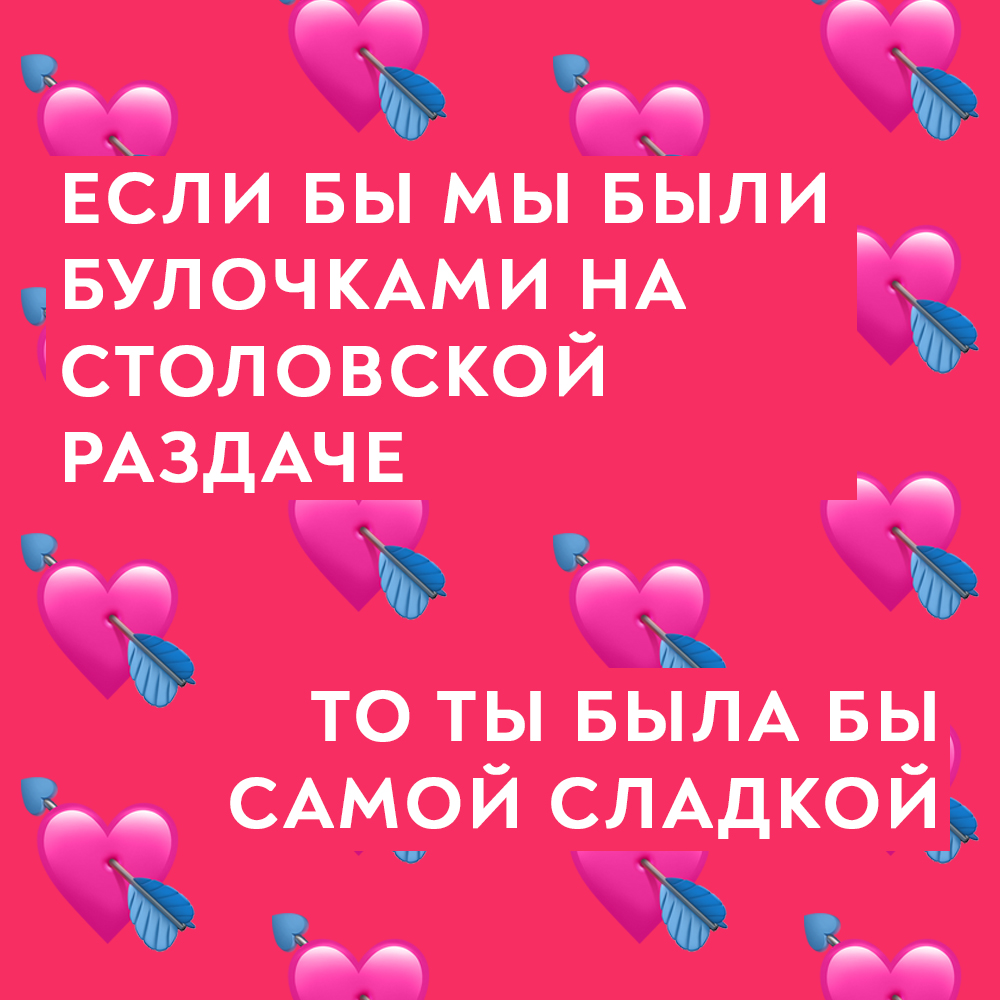 ЕСЛИ БЫ МЫ БЫЛИ
БУЛОЧКАМИ НА
СТОЛОВСКОЙ
РАЗДАЧЕ
ТО ТЫ БЫЛА БЫ
САМОЙ СЛАДКОЙ